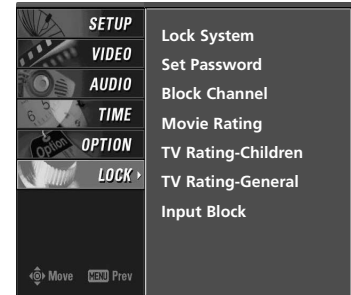 SETUP
VIDEO
AUDIO
TIME
OPTION
LOCK
Move MENU Prev
Lock System
Set Password
Block Channel
Movie Rating
TV Rating-Children
TV Rating-General
Input Block